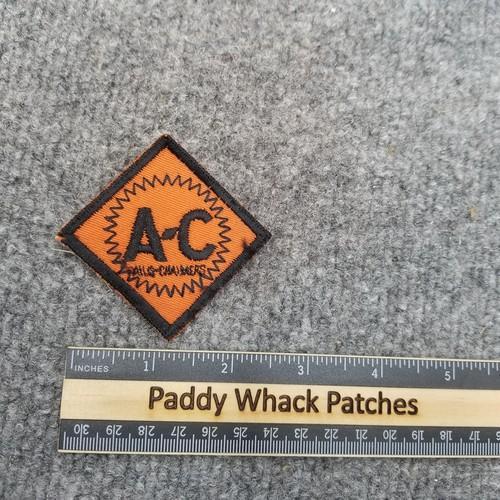 A-C
ALLIS-CHALMERS
INCHES 1 2 3 4 5
Paddy Whack Patches
30 29 28 27 26 25 24 23 22 21 20 19 18 17